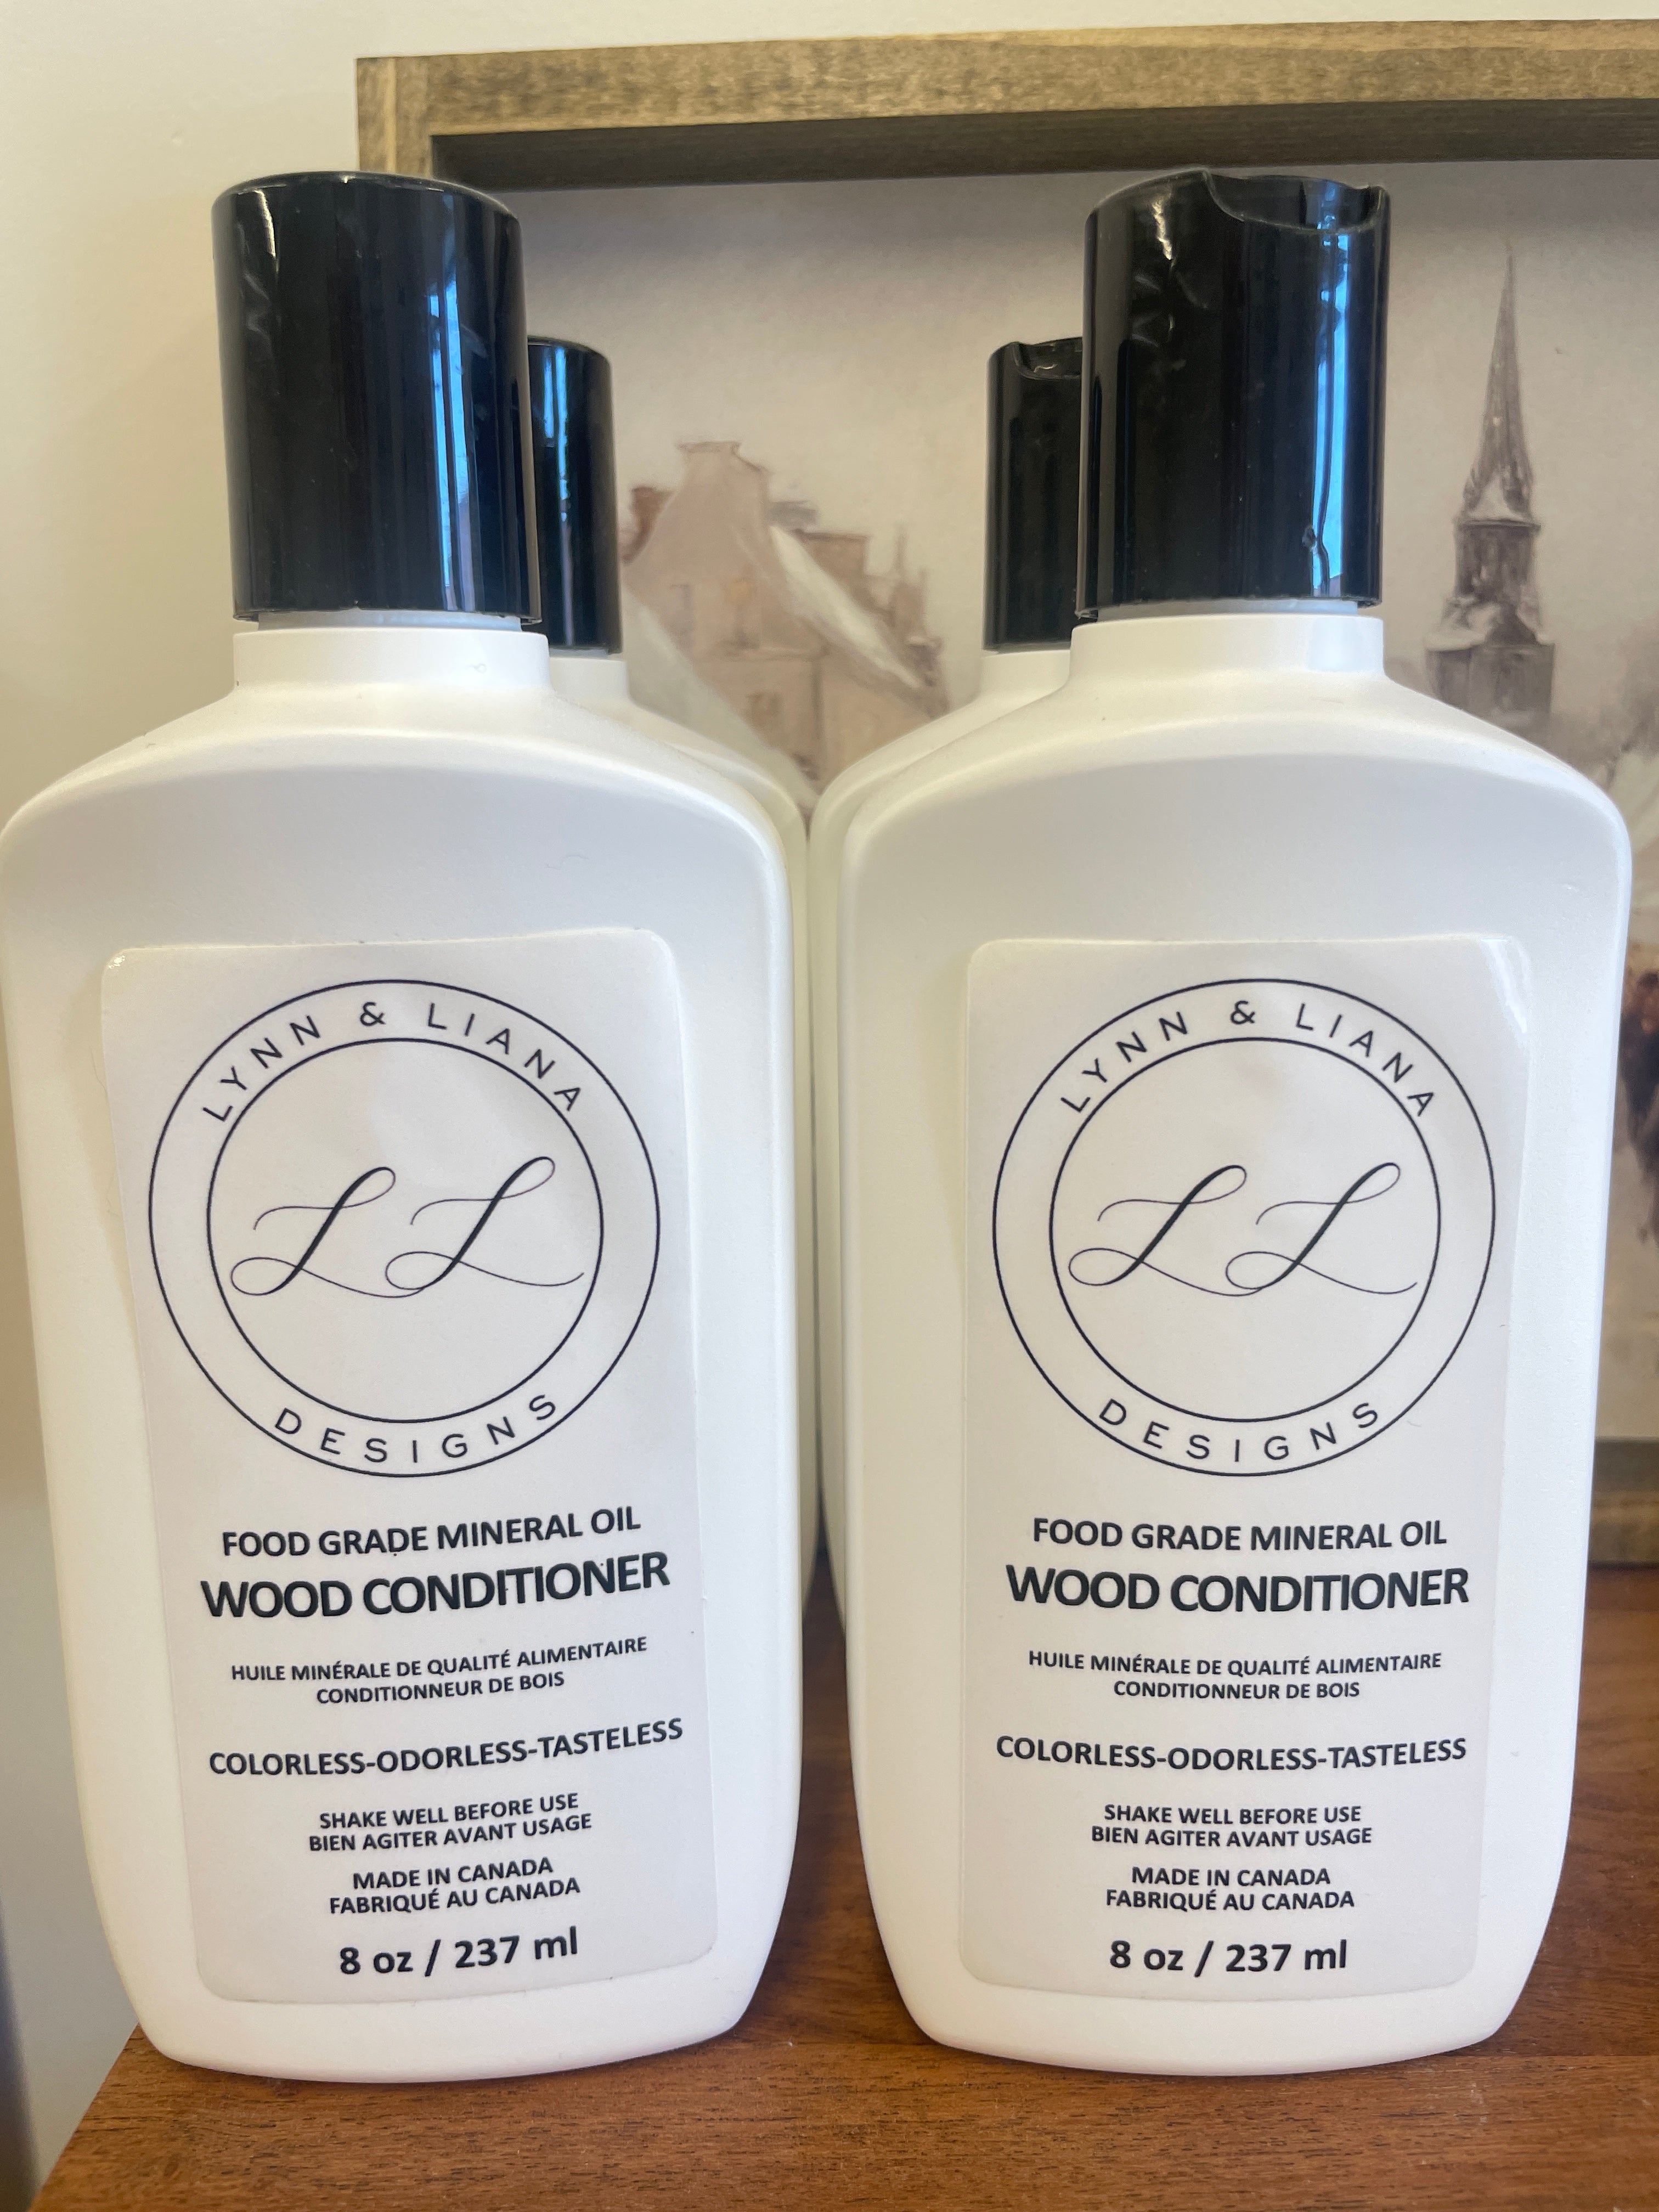 LYNN & LIANA
LL
DESIGNS
FOOD GRADE MINERAL OIL
WOOD CONDITIONER
HUILE MINÉRALE DE QUALITÉ ALIMENTAIRE
CONDITIONNEUR DE BOIS
COLORLESS-ODORLESS-TASTELESS
SHAKE WELL BEFORE USE
BIEN AGITER AVANT USAGE
MADE IN CANADA
FABRIQUÉ AU CANADA
8 oz / 237 ml
LYNN & LIANA
LL
DESIGNS
FOOD GRADE MINERAL OIL
WOOD CONDITIONER
HUILE MINÉRALE DE QUALITÉ ALIMENTAIRE
CONDITIONNEUR DE BOIS
COLORLESS-ODORLESS-TASTELESS
SHAKE WELL BEFORE USE
BIEN AGITER AVANT USAGE
MADE IN CANADA
FABRIQUÉ AU CANADA
8 oz / 237 ml